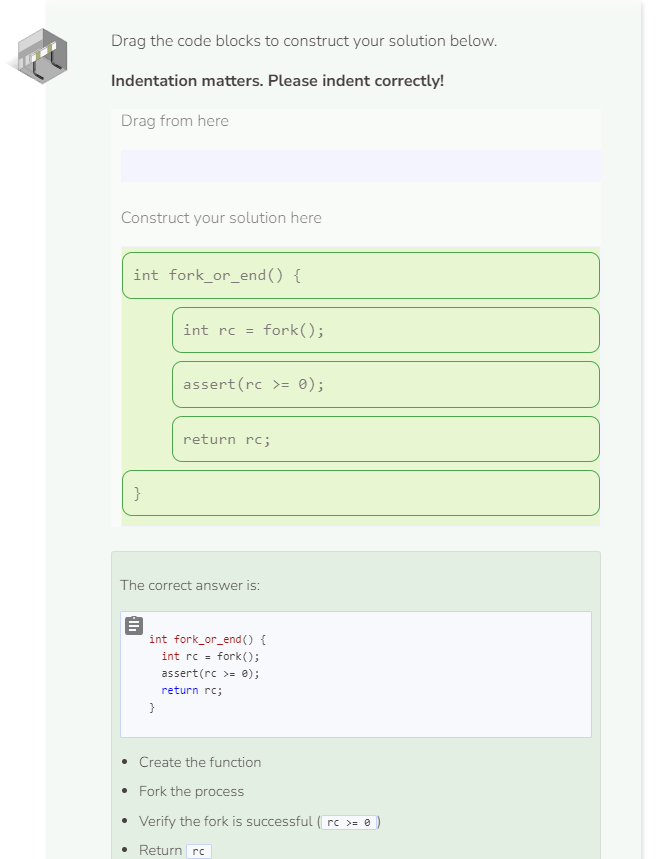 Drag the code blocks to construct your solution below.
Indentation matters. Please indent correctly!
Drag from here
Construct your solution here
int fork_or_end() {
int rc = fork();
assert(rc >= 0);
return rc;
}
The correct answer is:
int fork_or_end() {
int rc = fork();
assert(rc >= 0);
return rc;
}
Create the function
Fork the process
Verify the fork is successful ( rc >= 0 )
Return rc